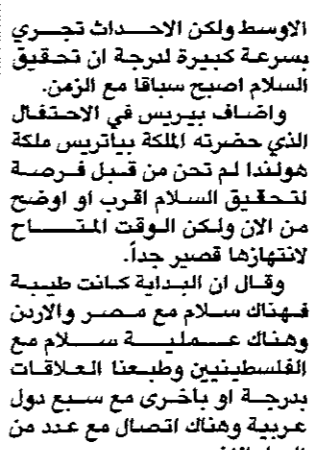 الاوسط ولكن الاحداث تجري
بسرعة كبيرة لدرجة ان تحقيق
السلام اصبح سباقا مع الزمن.
واضاف بيريس في الاحتفال
الذي حضرته الملكة بياتريس ملكة
هولندا لم تحن من قبل فرصة
لتحقيق السلام اقرب او اوضح
من الان ولكن الوقت المتاح
لانتهازها قصير جداً.
وقال ان البداية كانت طيبة
فهناك سلام مع مصر والاردن
وهناك عملية سلام مع
الفلسطينيين وطبعنا العلاقات
بدرجة او باخرى مع سبع دول
عربية وهناك اتصال مع عدد من